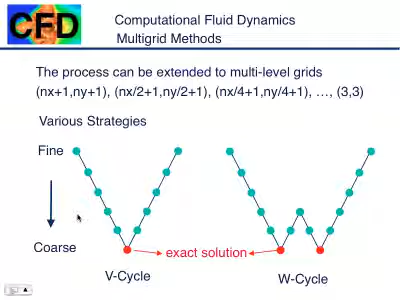 CFD
Computational Fluid Dynamics
Multigrid Methods
The process can be extended to multi-level grids
(nx+1,ny+1), (nx/2+1,ny/2+1), (nx/4+1,ny/4+1), …, (3,3)
Various Strategies
Fine
Coarse
exact solution
V-Cycle
W-Cycle